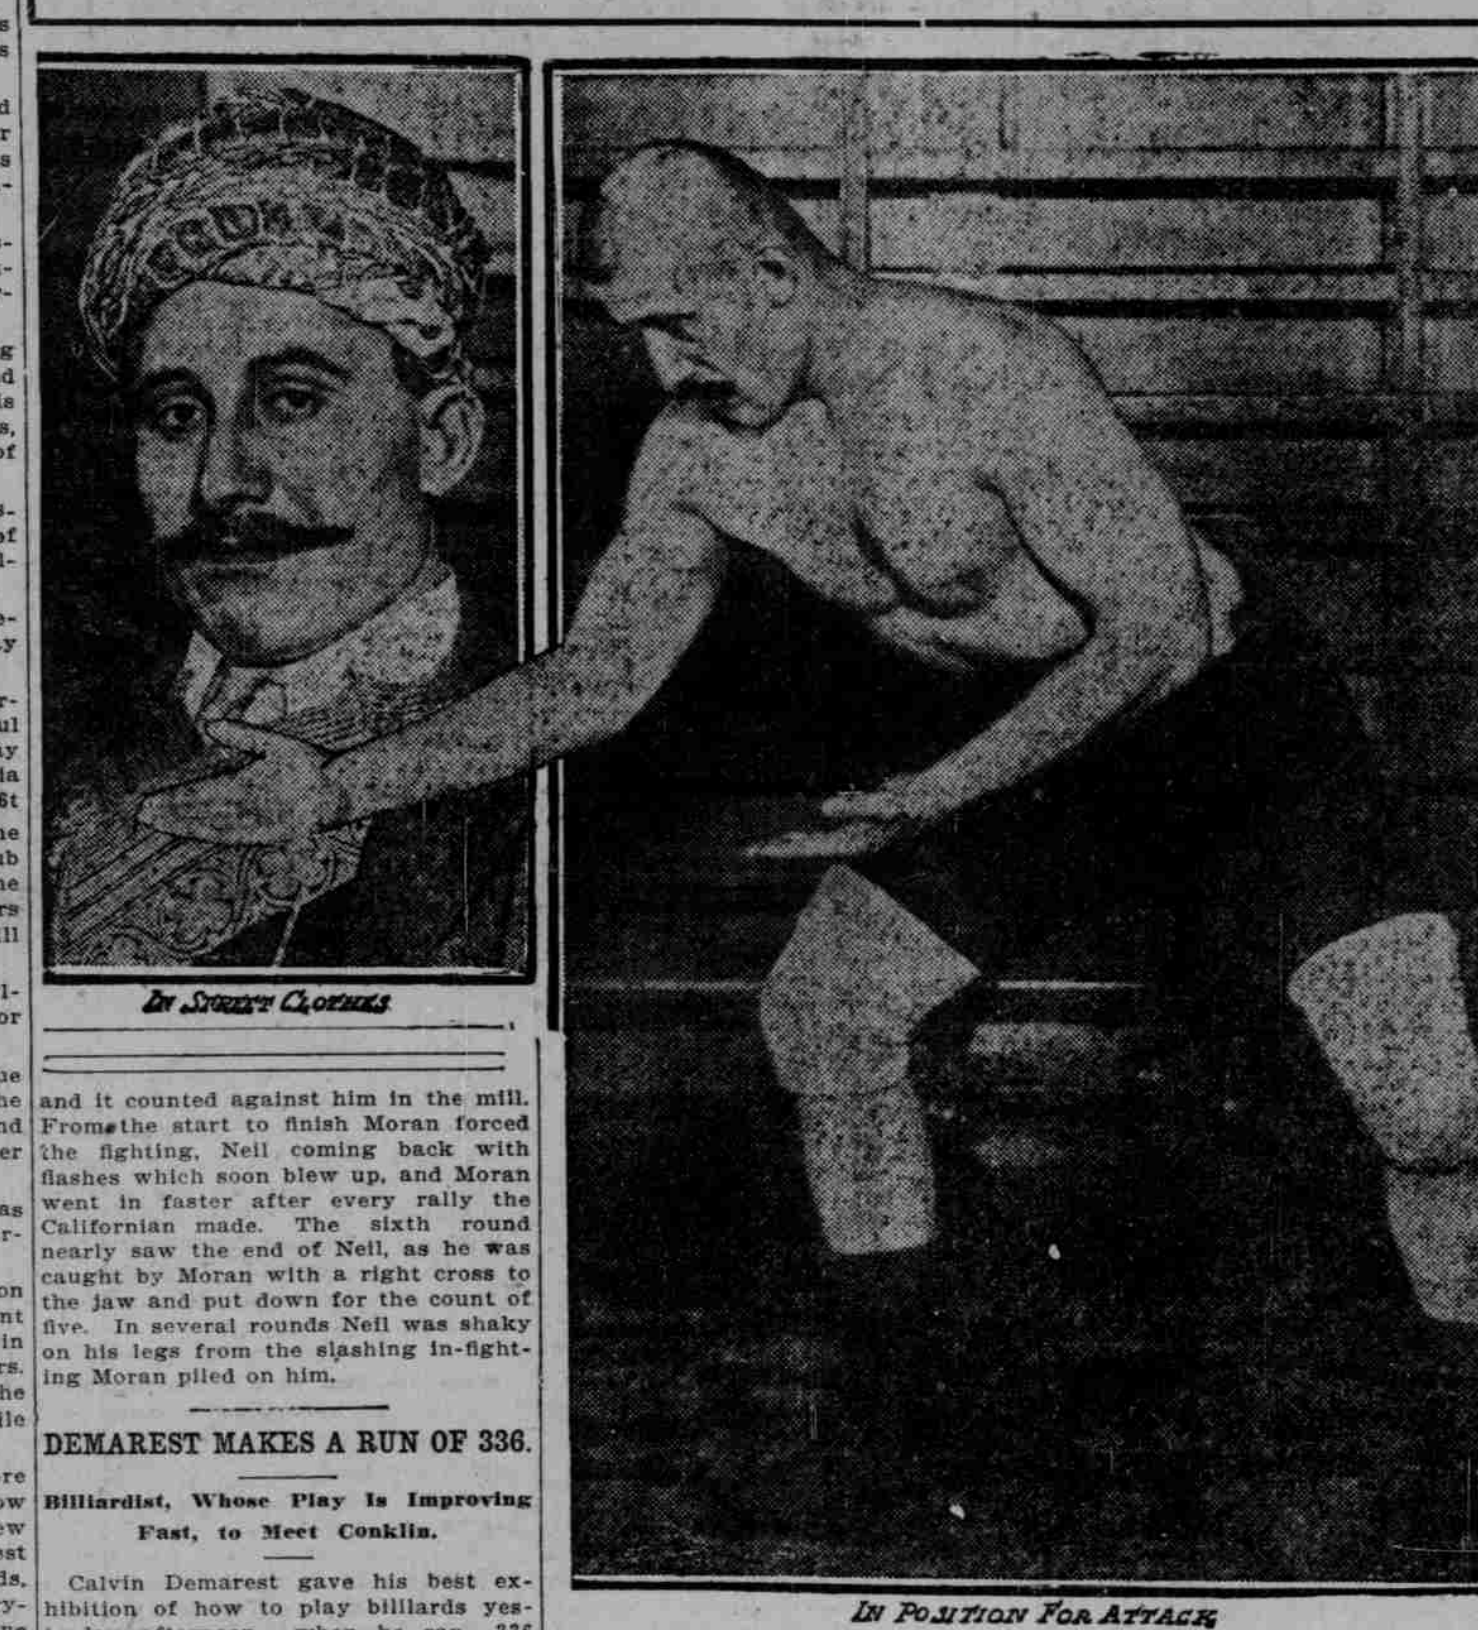 IN STREET CLOTHES
IN POSITION FOR ATTACK
and it counted against him in the mill.
From the start to finish Moran forced
the fighting, Neil coming back with
flashes which soon blew up, and Moran
went in faster after every rally the
Californian made. The sixth round
nearly saw the end of Neil, as he was
caught by Moran with a right cross to
the jaw and put down for the count of
five. In several rounds Neil was shaky
on his legs from the slashing in-fight-
ing Moran piled on him.
DEMAREST MAKES A RUN OF 336.
Billiardist, Whose Play Is Improving
Fast, to Meet Conklin.
Calvin Demarest gave his best ex-
hibition of how to play billiards yes-